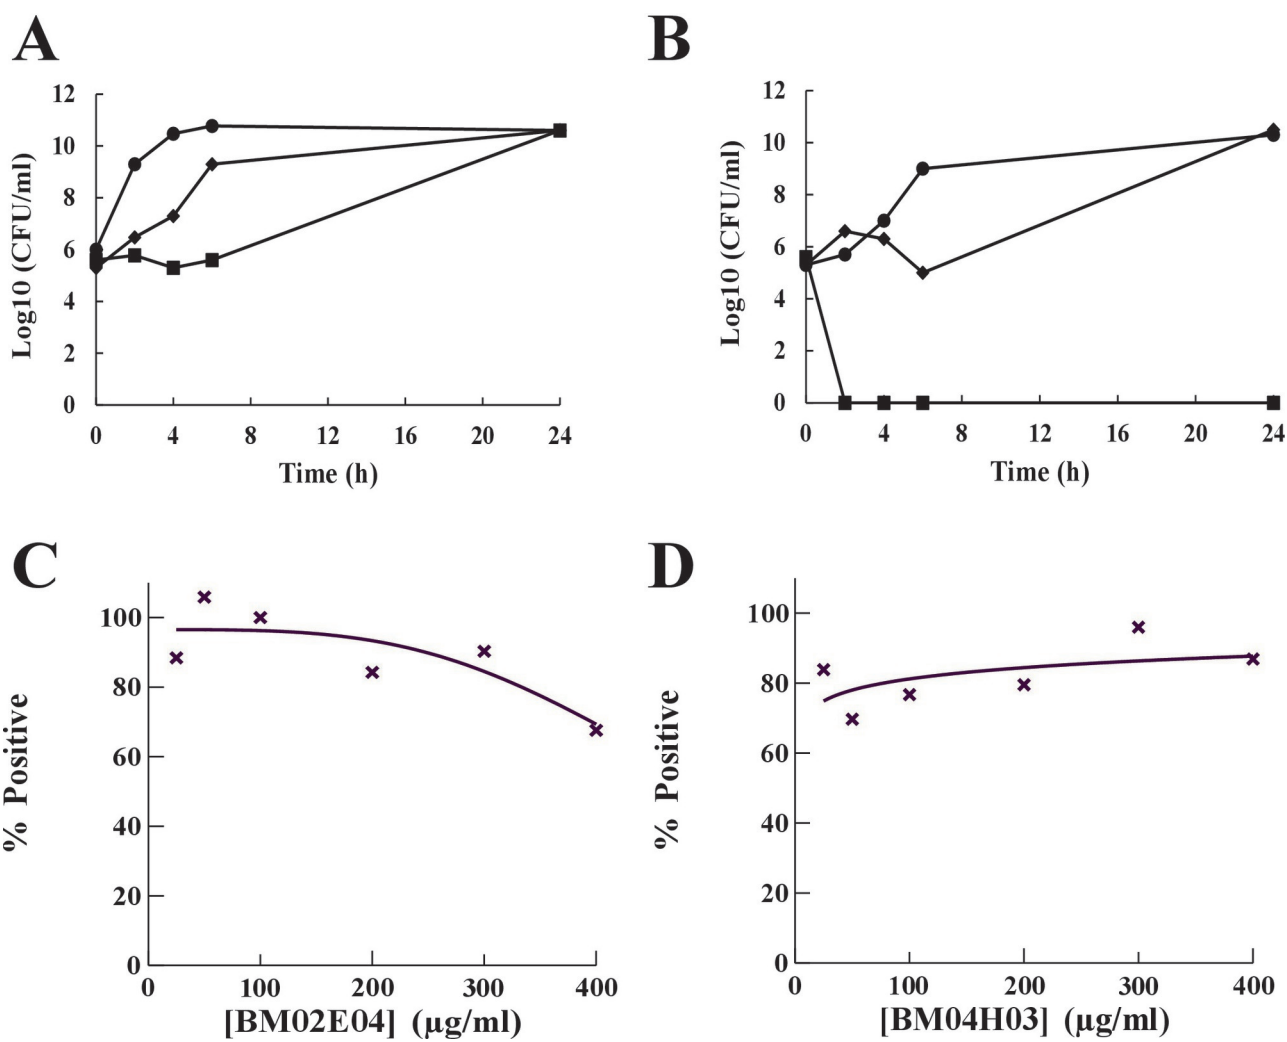 A
B
12
10
8
6
4
2
0
Log10 (CFU/ml)
0 4 8 12 16 20 24
Time (h)
12
10
8
6
4
2
0
Log10 (CFU/ml)
0 4 8 12 16 20 24
Time (h)
C
D
100
80
60
40
20
0
% Positive
0 100 200 300 400
[BM02E04] (µg/ml)
100
80
60
40
20
0
% Positive
0 100 200 300 400
[BM04H03] (µg/ml)